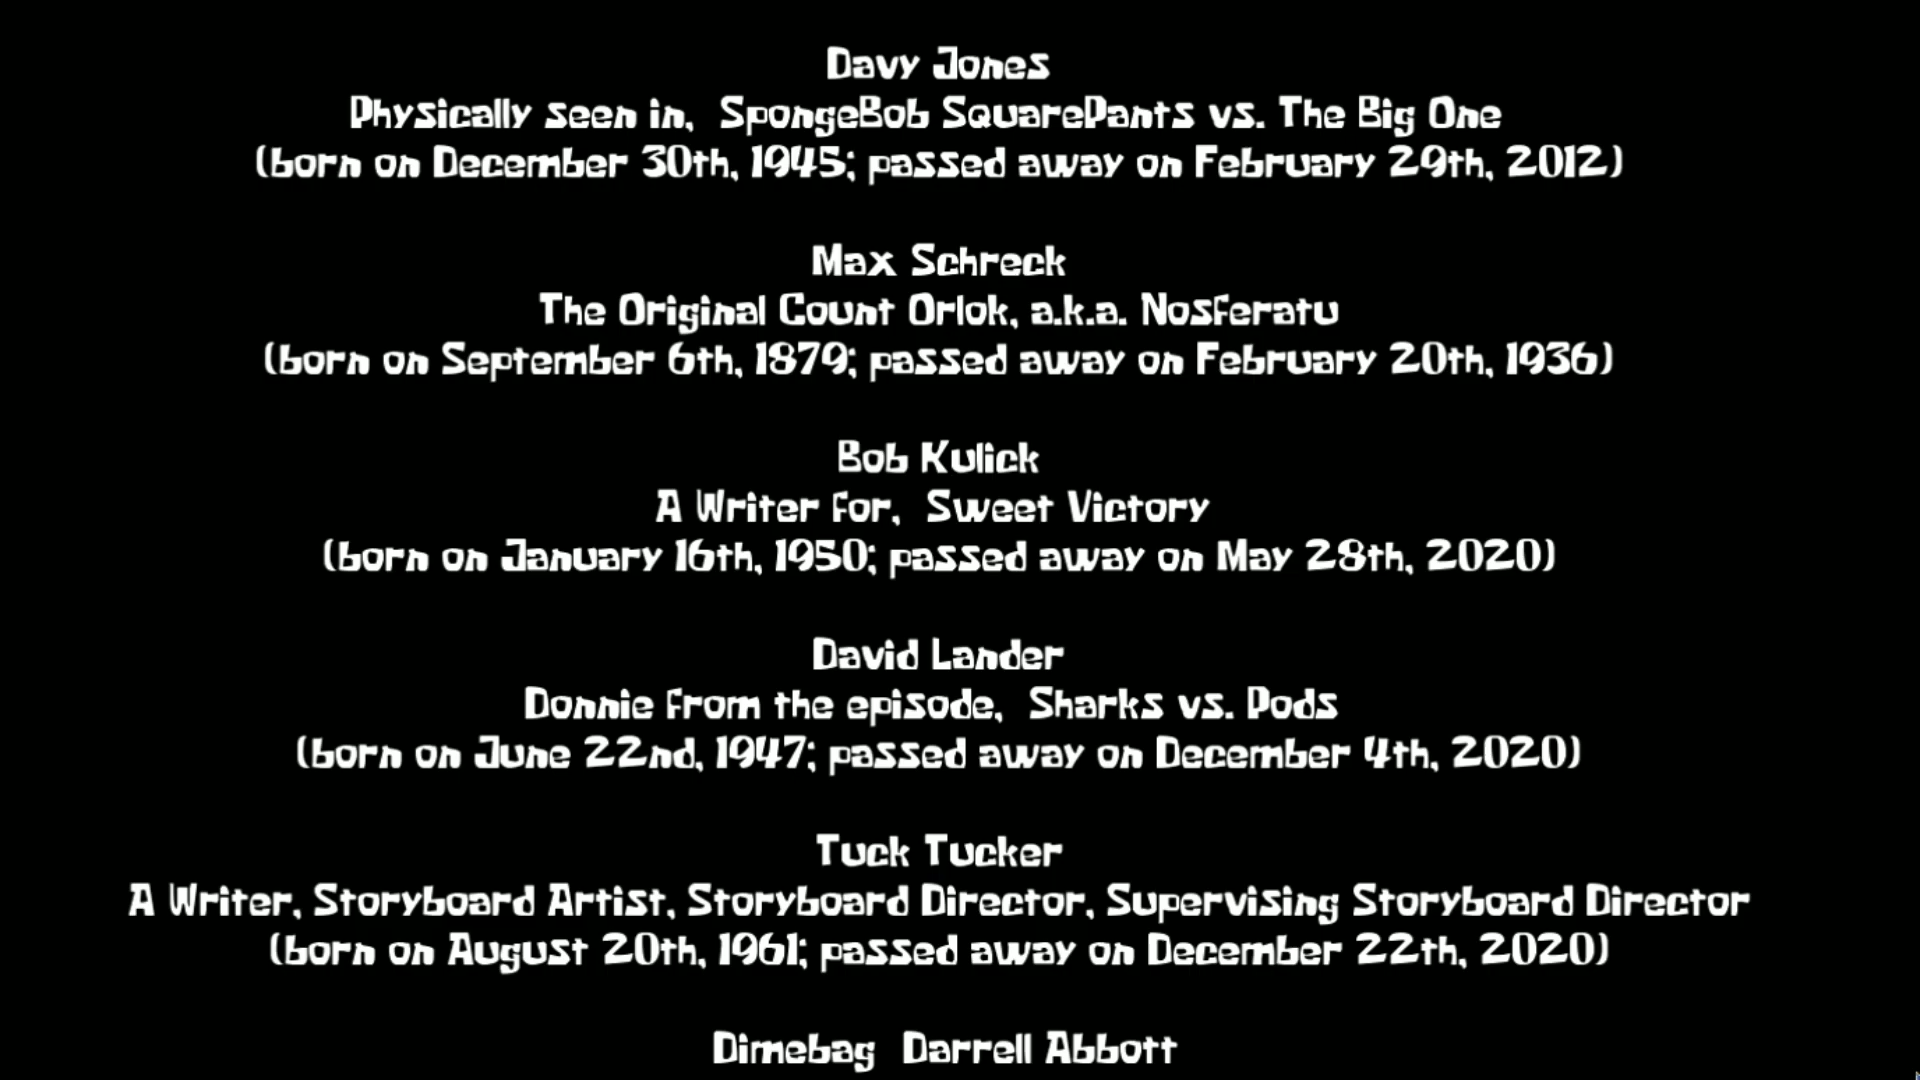 Davy Jones
Physically seen in, SpongeBob SquarePants vs. The Big One
(born on December 30th, 1945; passed away on February 29th, 2012)
Max Schreck
The Original Count Orlok, a.k.a. Nosferatu
(born on September 6th, 1879; passed away on February 20th, 1936)
Bob Kulick
A Writer for, Sweet Victory
(born on January 16th, 1950; passed away on May 28th, 2020)
David Lander
Donnie from the episode, Sharks vs. Pods
(born on June 22nd, 1947; passed away on December 4th, 2020)
Tuck Tucker
A Writer, Storyboard Artist, Storyboard Director, Supervising Storyboard Director
(born on August 20th, 1961; passed away on December 22th, 2020)
Dimebag Darrell Abbott